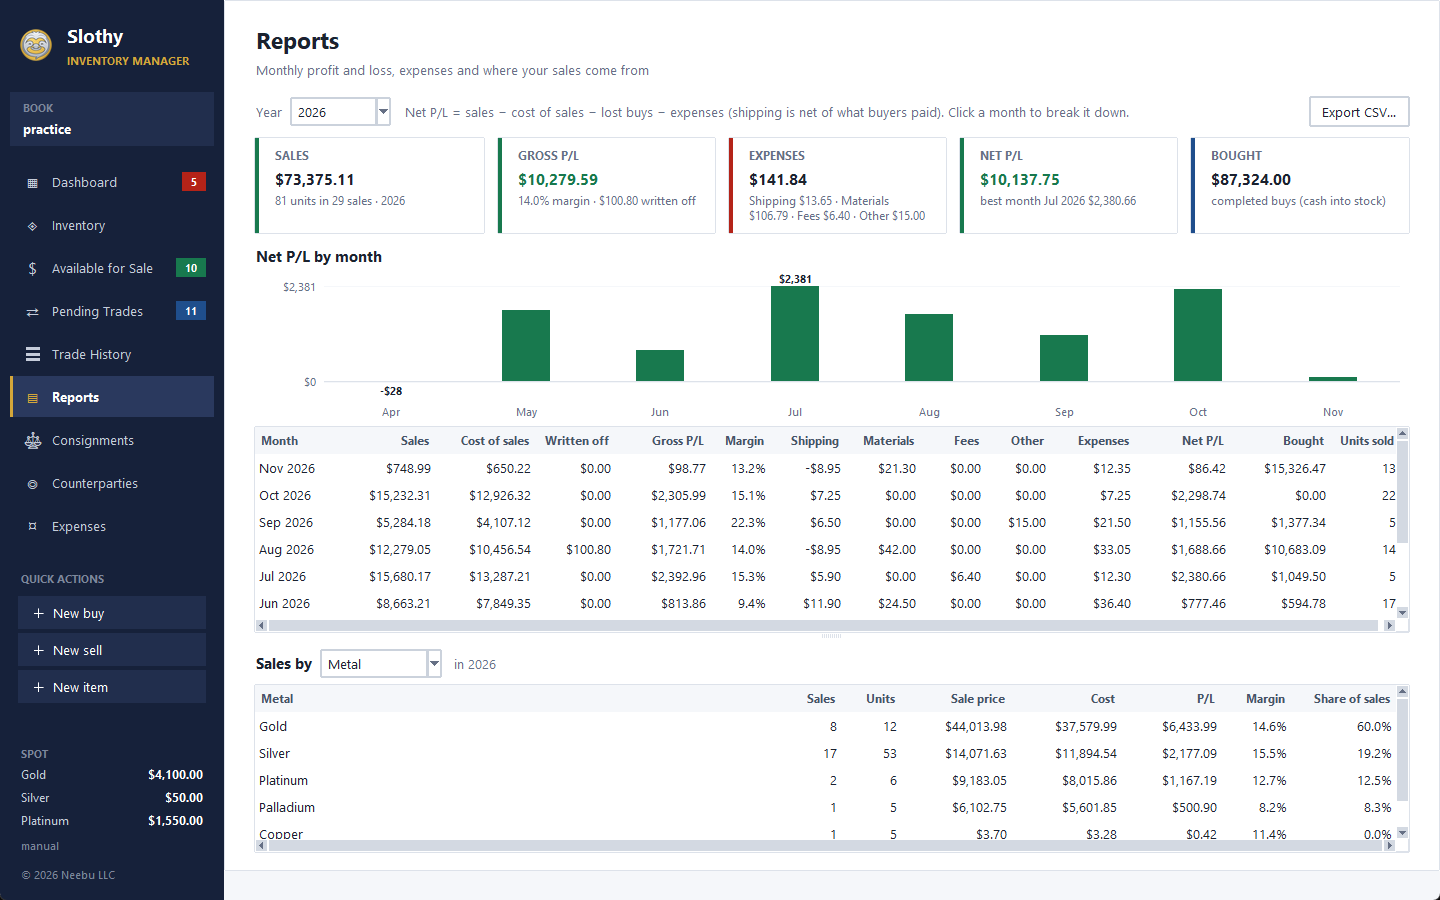 Slothy
INVENTORY MANAGER
BOOK
practice
Dashboard 5
Inventory
$ Available for Sale 10
Pending Trades 11
Trade History
Reports
Consignments
Counterparties
Expenses
QUICK ACTIONS
+ New buy
+ New sell
+ New item
SPOT
Gold $4,100.00
Silver $50.00
Platinum $1,550.00
manual
© 2026 Neebu LLC
Reports
Monthly profit and loss, expenses and where your sales come from
Year 2026 Net P/L = sales − cost of sales − lost buys − expenses (shipping is net of what buyers paid). Click a month to break it down. Export CSV...
SALES
$73,375.11
81 units in 29 sales · 2026
GROSS P/L
$10,279.59
14.0% margin · $100.80 written off
EXPENSES
$141.84
Shipping $13.65 · Materials
$106.79 · Fees $6.40 · Other $15.00
NET P/L
$10,137.75
best month Jul 2026 $2,380.66
BOUGHT
$87,324.00
completed buys (cash into stock)
Net P/L by month
$2,381
$2,381
$0
-$28
Apr May Jun Jul Aug Sep Oct Nov
Month Sales Cost of sales Written off Gross P/L Margin Shipping Materials Fees Other Expenses Net P/L Bought Units sold
Nov 2026 $748.99 $650.22 $0.00 $98.77 13.2% -$8.95 $21.30 $0.00 $0.00 $12.35 $86.42 $15,326.47 13
Oct 2026 $15,232.31 $12,926.32 $0.00 $2,305.99 15.1% $7.25 $0.00 $0.00 $0.00 $7.25 $2,298.74 $0.00 22
Sep 2026 $5,284.18 $4,107.12 $0.00 $1,177.06 22.3% $6.50 $0.00 $0.00 $15.00 $21.50 $1,155.56 $1,377.34 5
Aug 2026 $12,279.05 $10,456.54 $100.80 $1,721.71 14.0% -$8.95 $42.00 $0.00 $0.00 $33.05 $1,688.66 $10,683.09 14
Jul 2026 $15,680.17 $13,287.21 $0.00 $2,392.96 15.3% $5.90 $0.00 $6.40 $0.00 $12.30 $2,380.66 $1,049.50 5
Jun 2026 $8,663.21 $7,849.35 $0.00 $813.86 9.4% $11.90 $24.50 $0.00 $0.00 $36.40 $777.46 $594.78 17
Sales by Metal in 2026
Metal Sales Units Sale price Cost P/L Margin Share of sales
Gold 8 12 $44,013.98 $37,579.99 $6,433.99 14.6% 60.0%
Silver 17 53 $14,071.63 $11,894.54 $2,177.09 15.5% 19.2%
Platinum 2 6 $9,183.05 $8,015.86 $1,167.19 12.7% 12.5%
Palladium 1 5 $6,102.75 $5,601.85 $500.90 8.2% 8.3%
Copper 1 5 $3.70 $3.28 $0.42 11.4% 0.0%